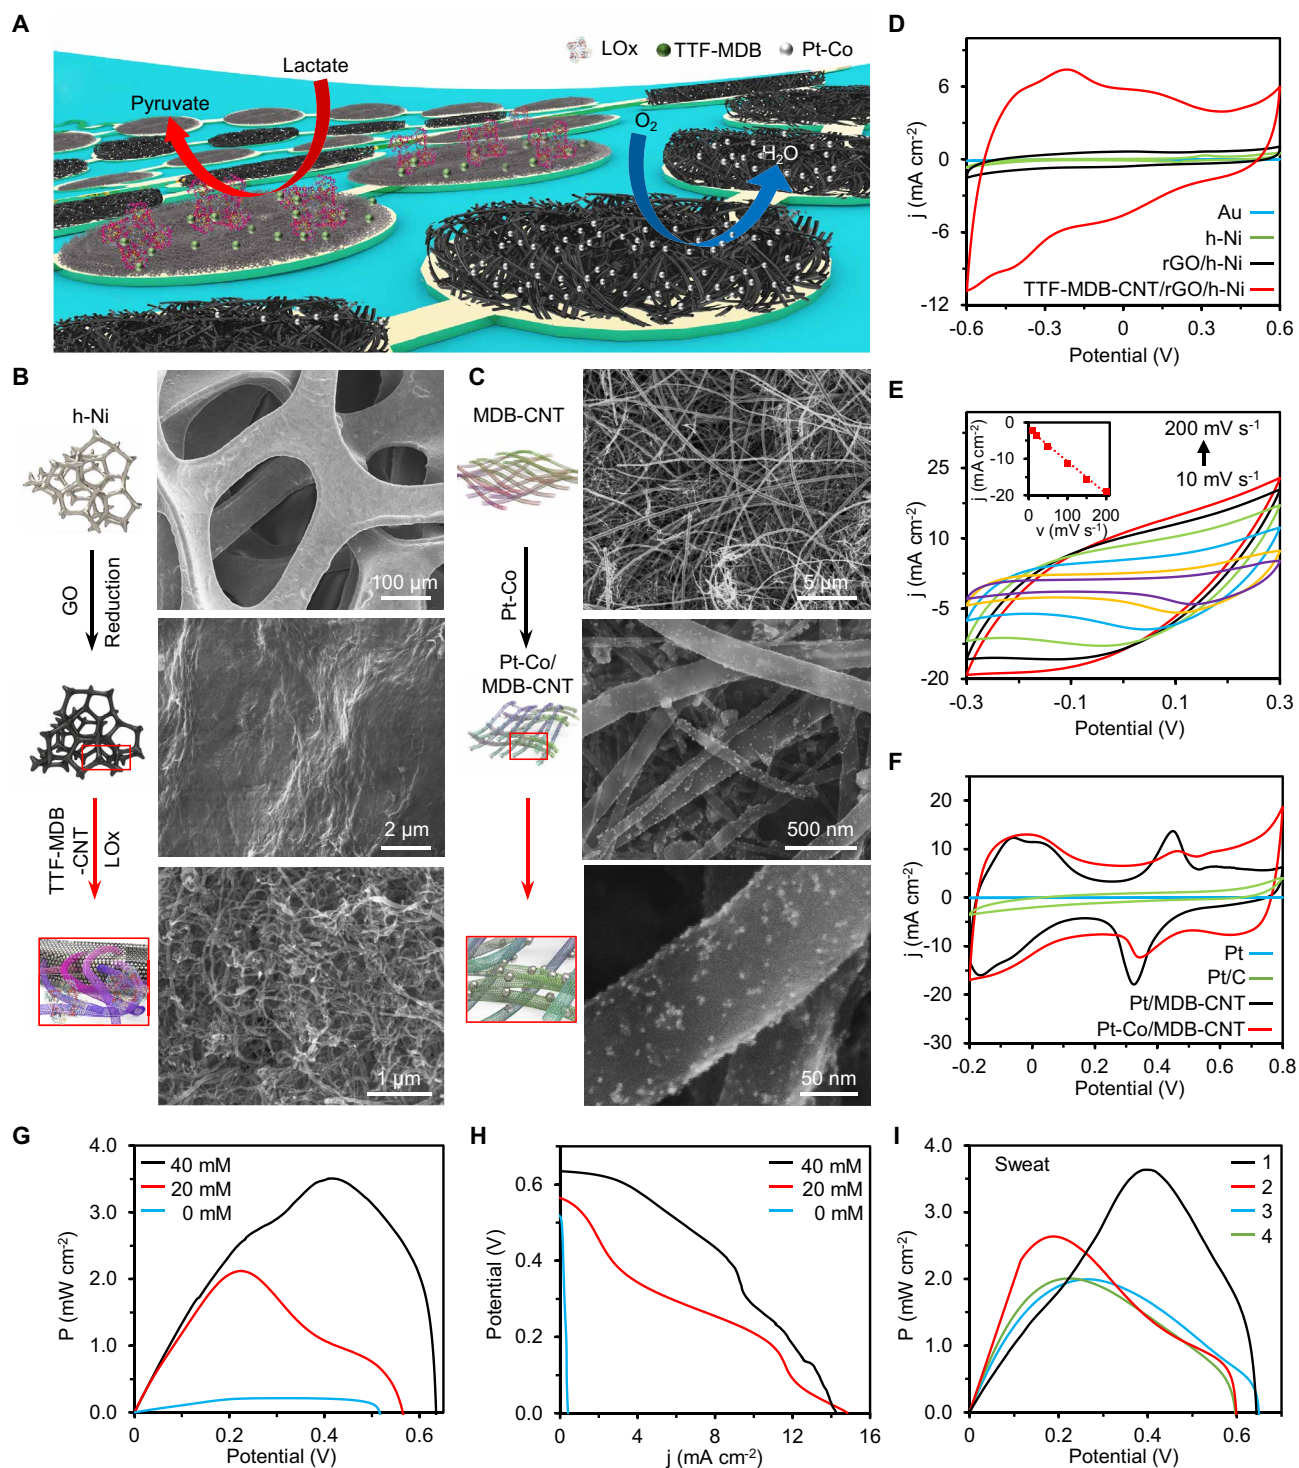 A
LOx
TTF-MDB
Pt-Co
Lactate
Pyruvate
O2
H2O
B
h-Ni
GO
Reduction
TTF-MDB
-CNT
LOx
100 μm
2 μm
1 μm
C
MDB-CNT
Pt-Co
Pt-Co/
MDB-CNT
5 μm
500 nm
50 nm
D
j (mA cm-2)
6
0
-6
-12
Au
h-Ni
rGO/h-Ni
TTF-MDB-CNT/rGO/h-Ni
-0.6 -0.3 0 0.3 0.6
Potential (V)
E
j (mA cm-2)
25
10
-5
-20
j (mA cm-2)
0
-10
-20
0 100 200
v (mV s-1)
200 mV s-1
10 mV s-1
-0.3 -0.1 0.1 0.3
Potential (V)
F
j (mA cm-2)
20
10
0
-10
-20
-30
Pt
Pt/C
Pt/MDB-CNT
Pt-Co/MDB-CNT
-0.2 0 0.2 0.4 0.6 0.8
Potential (V)
G
P (mW cm-2)
4.0
3.0
2.0
1.0
0.0
40 mM
20 mM
0 mM
0 0.2 0.4 0.6
Potential (V)
H
Potential (V)
0.6
0.4
0.2
0
40 mM
20 mM
0 mM
0 4 8 12 16
j (mA cm-2)
I
P (mW cm-2)
4.0
3.0
2.0
1.0
0.0
Sweat
1
2
3
4
0 0.2 0.4 0.6
Potential (V)